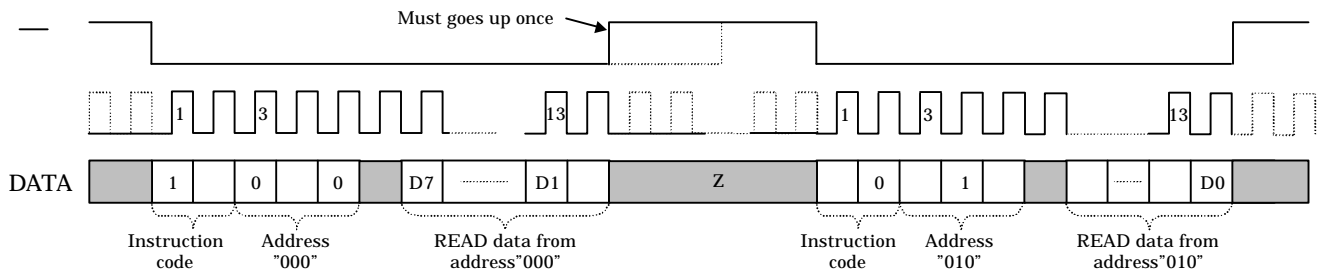 Must goes up once
1 3 13 1 3 13
DATA 1 0 0 D7 D1 Z 0 1 D0
Instruction code
Address "000"
READ data from address"000"
Instruction code
Address "010"
READ data from address"010"